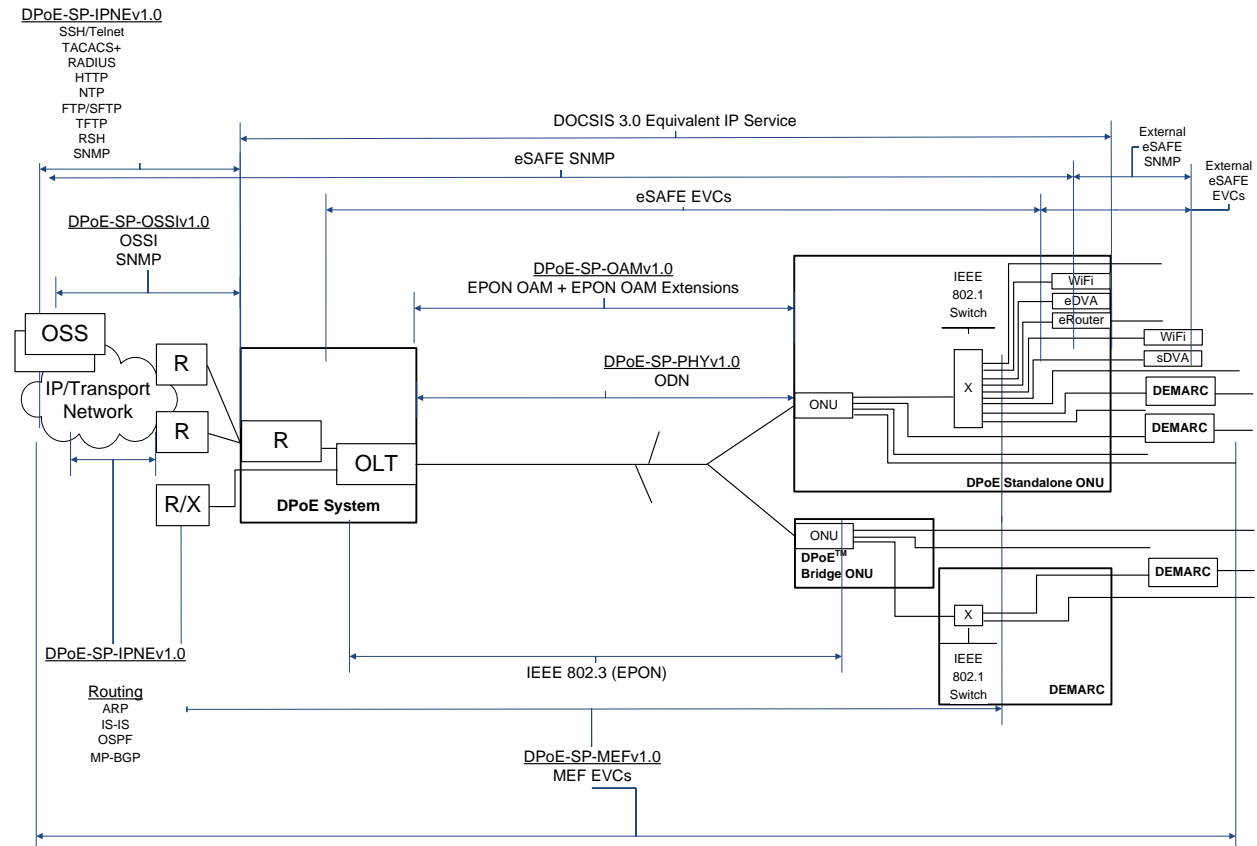 DPoE-SP-IPNEv1.0
SSH/Telnet
TACACS+
RADIUS
HTTP
NTP
FTP/SFTP
TFTP
RSH
SNMP
DOCSIS 3.0 Equivalent IP Service
eSAFE SNMP
External
eSAFE
SNMP
External
eSAFE
EVCs
eSAFE EVCs
DPoE-SP-OSSIv1.0
OSSI
SNMP
DPoE-SP-OAMv1.0
EPON OAM + EPON OAM Extensions
IEEE
802.1
Switch
WiFi
eDVA
eRouter
WiFi
sDVA
OSS
IP/Transport
Network
R
R
R/X
R
OLT
DPoE System
DPoE-SP-PHYv1.0
ODN
ONU
X
DEMARC
DEMARC
DPoE Standalone ONU
ONU
DPoE™
Bridge ONU
DEMARC
X
IEEE
802.1
Switch
DEMARC
DPoE-SP-IPNEv1.0
Routing
ARP
IS-IS
OSPF
MP-BGP
IEEE 802.3 (EPON)
DPoE-SP-MEFv1.0
MEF EVCs